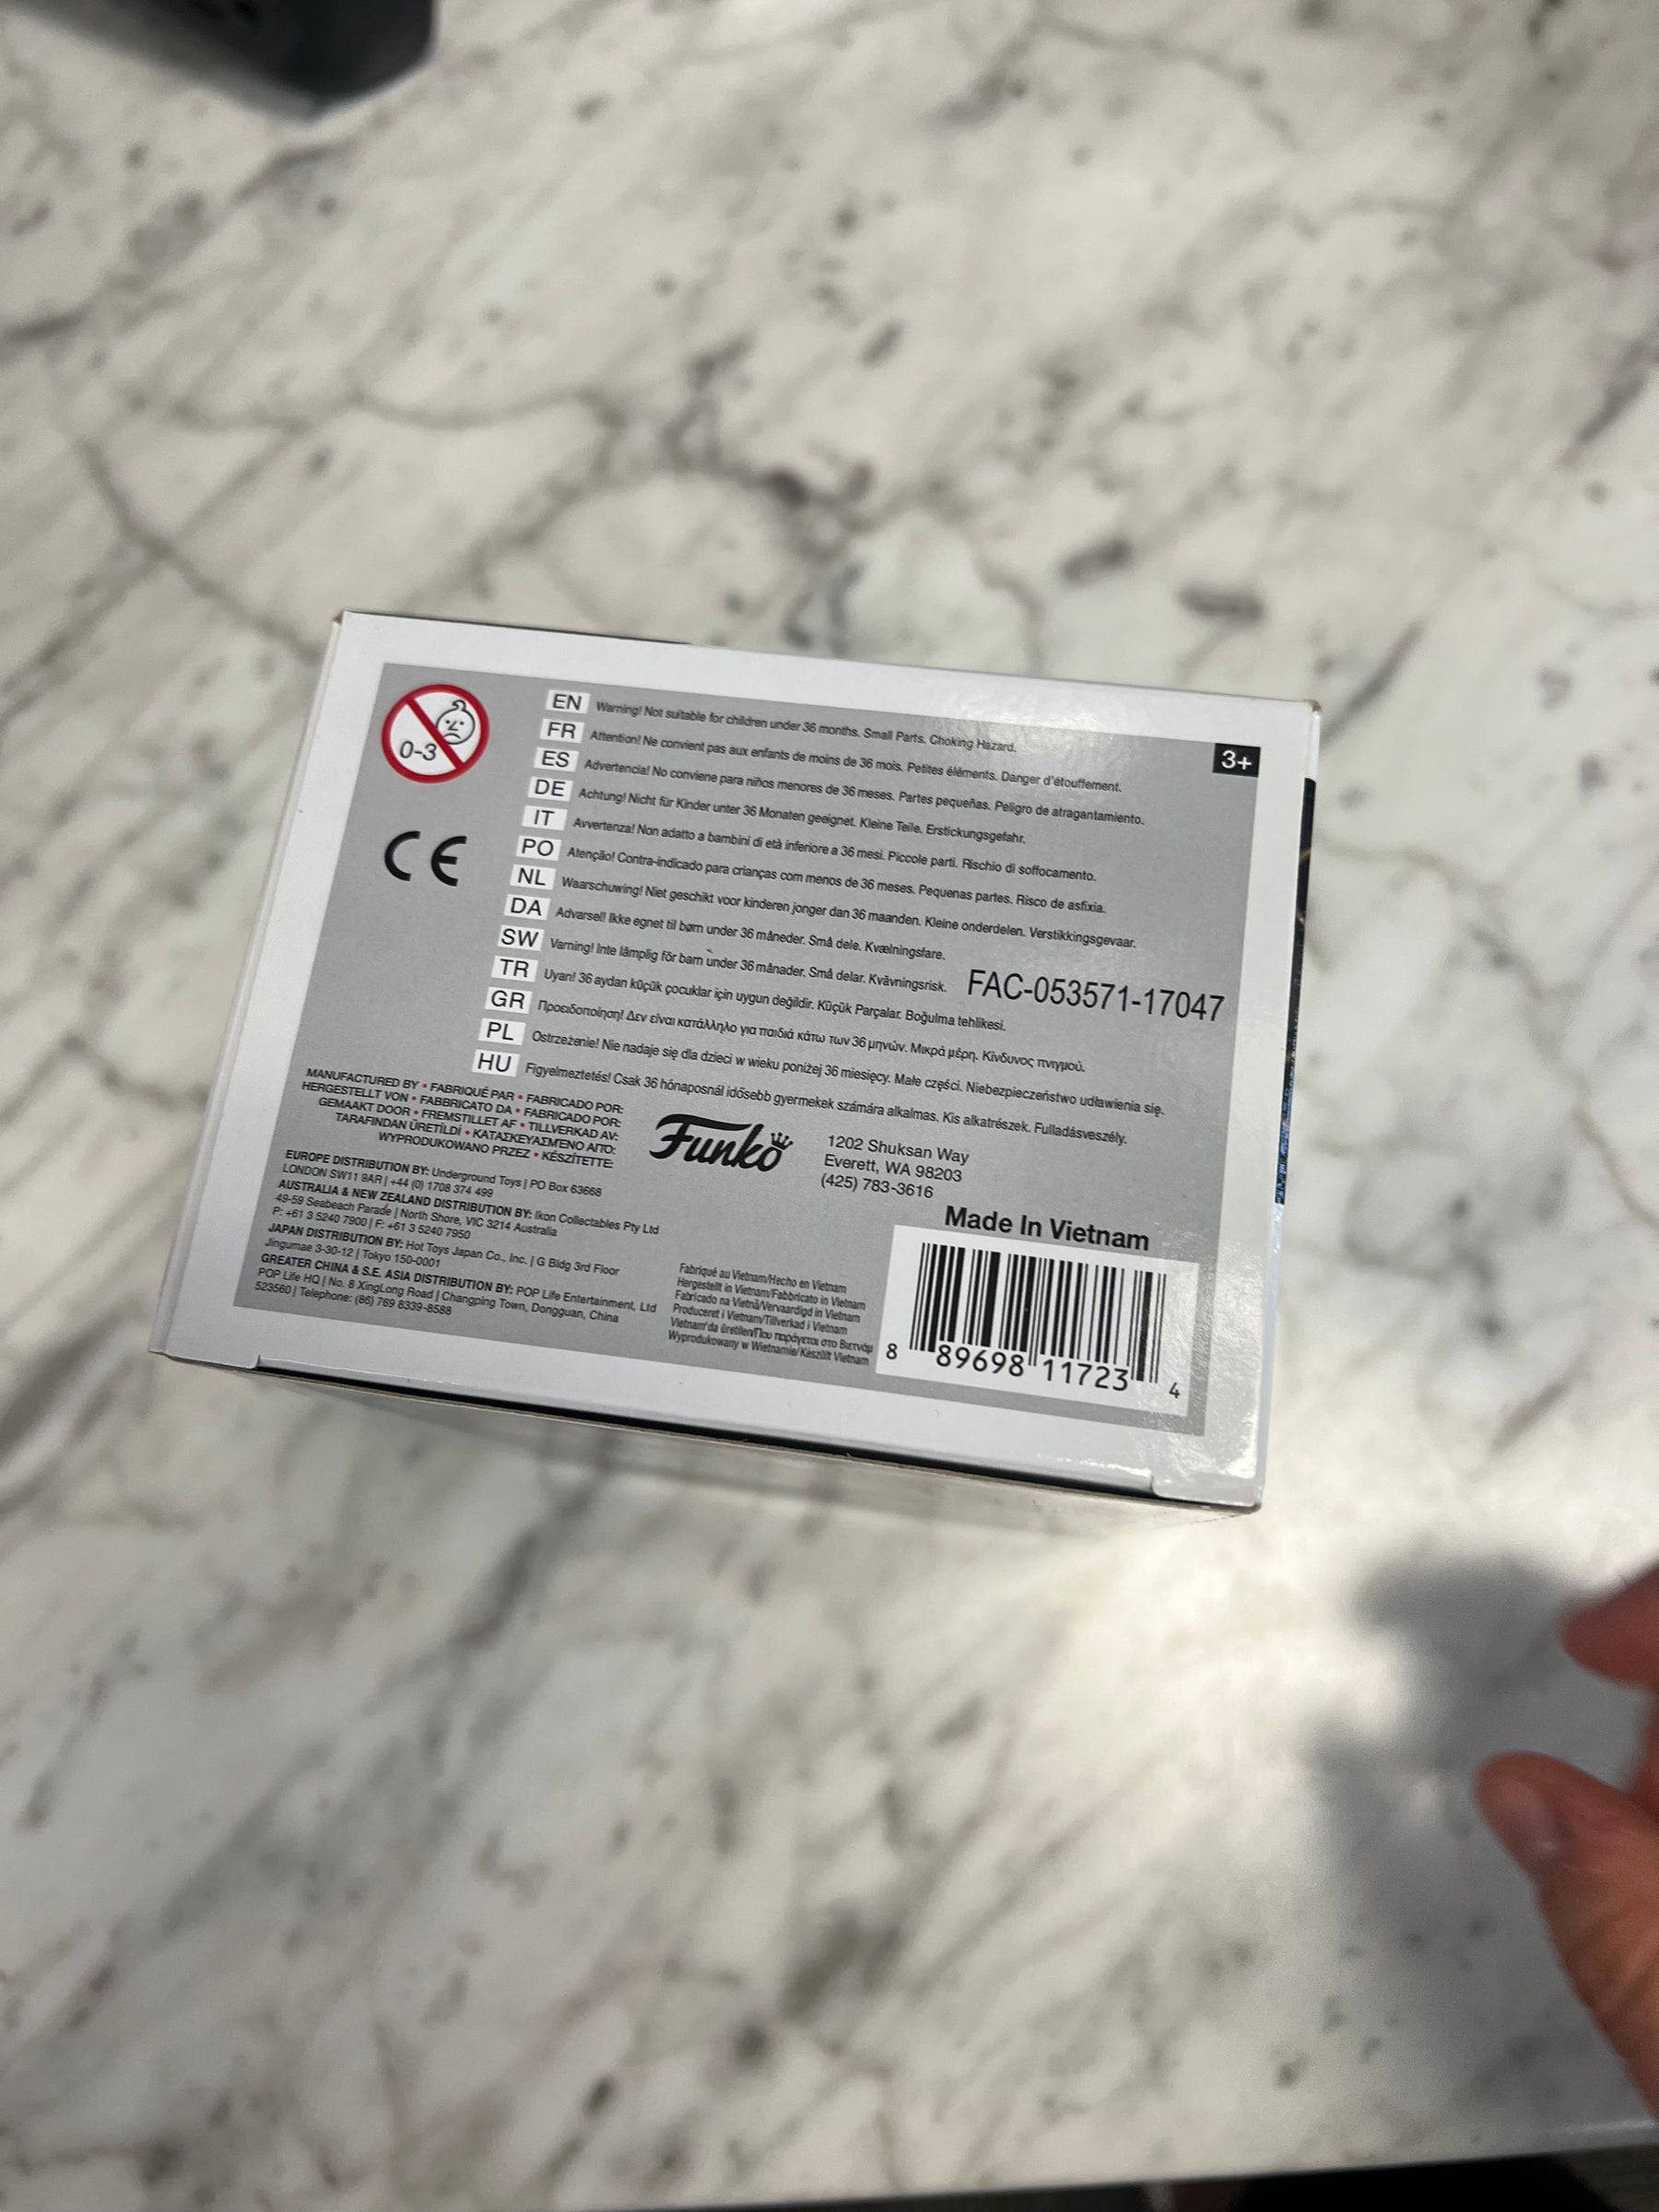 0-3
CE
3+
EN Warning! Not suitable for children under 36 months. Small Parts. Choking Hazard.
FR Attention! Ne convient pas aux enfants de moins de 36 mois. Petites éléments. Danger d'étouffement.
ES Advertencia! No conviene para niños menores de 36 meses. Partes pequeñas. Peligro de atragantamiento.
DE Achtung! Nicht für Kinder unter 36 Monaten geeignet. Kleine Teile. Erstickungsgefahr.
IT Avvertenza! Non adatto a bambini di età inferiore a 36 mesi. Piccole parti. Rischio di soffocamento.
PO Atenção! Contra-indicado para crianças com menos de 36 meses. Pequenas partes. Risco de asfixia.
NL Waarschuwing! Niet geschikt voor kinderen jonger dan 36 maanden. Kleine onderdelen. Verstikkingsgevaar.
DA Advarsel! Ikke egnet til børn under 36 måneder. Små dele. Kvælningsfare.
SW Varning! Inte lämplig för barn under 36 månader. Små delar. Kvävningsrisk.
FAC-053571-17047
TR Uyarı! 36 aydan küçük çocuklar için uygun değildir. Küçük Parçalar. Boğulma tehlikesi.
GR Προειδοποίηση! Δεν είναι κατάλληλο για παιδιά κάτω των 36 μηνών. Μικρά μέρη. Κίνδυνος πνιγμού.
PL Ostrzeżenie! Nie nadaje się dla dzieci w wieku poniżej 36 miesięcy. Małe części. Niebezpieczeństwo udławienia się.
HU Figyelmeztetés! Csak 36 hónaposnál idősebb gyermekek számára alkalmas. Kis alkatrészek. Fulladásveszély.
MANUFACTURED BY • FABRIQUÉ PAR • FABRICADO POR:
HERGESTELLT VON • FABBRICATO DA • FABRICADO POR:
GEMAAKT DOOR • FREMSTILLET AF • TILLVERKAD AV:
TARAFINDAN ÜRETİLDİ • ΚΑΤΑΣΚΕΥΑΣΜΈΝΟ ΑΠΌ:
WYPRODUKOWANO PRZEZ • KÉSZÍTETTE:
Funko
1202 Shuksan Way
Everett, WA 98203
(425) 783-3616
EUROPE DISTRIBUTION BY: Underground Toys | PO Box 63668
LONDON SW11 9AR | +44 (0) 1708 374 499
AUSTRALIA & NEW ZEALAND DISTRIBUTION BY: Ikon Collectables Pty Ltd
49-59 Seabeach Parade | North Shore, VIC 3214 Australia
P: +61 3 5240 7900 | F: +61 3 5240 7950
JAPAN DISTRIBUTION BY: Hot Toys Japan Co., Inc. | G Bldg 3rd Floor
Jingumae 3-30-12 | Tokyo 150-0001
GREATER CHINA & S.E. ASIA DISTRIBUTION BY: POP Life Entertainment, Ltd
POP Life HQ | No. 8 XingLong Road | Changping Town, Dongguan, China
523560 | Telephone: (86) 769 8339-8588
Fabriqué au Vietnam/Hecho en Vietnam
Hergestellt in Vietnam/Fabbricato in Vietnam
Fabricado na Vietnã/Vervaardigd in Vietnam
Produceret i Vietnam/Tillverkad i Vietnam
Vietnam'da üretilen/Που παράγεται στο Βιετνάμ
Wyprodukowany w Wietnamie/Készült Vietnam
Made In Vietnam
8 89698 11723 4